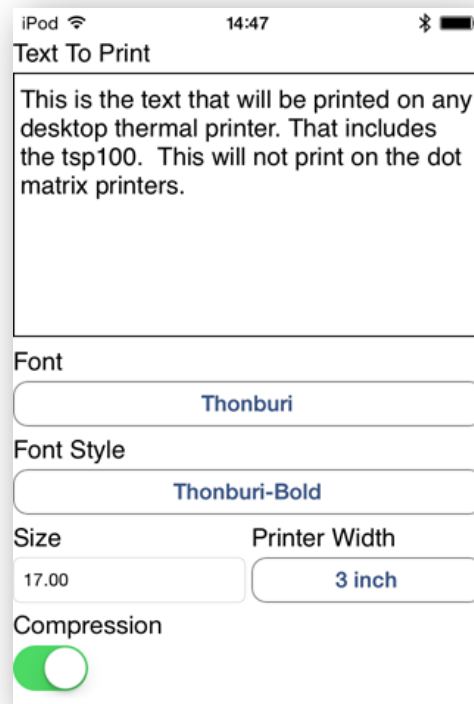 iPod 14:47
Text To Print
This is the text that will be printed on any
desktop thermal printer. That includes
the tsp100.  This will not print on the dot
matrix printers.
Font
Thonburi
Font Style
Thonburi-Bold
Size Printer Width
17.00 3 inch
Compression